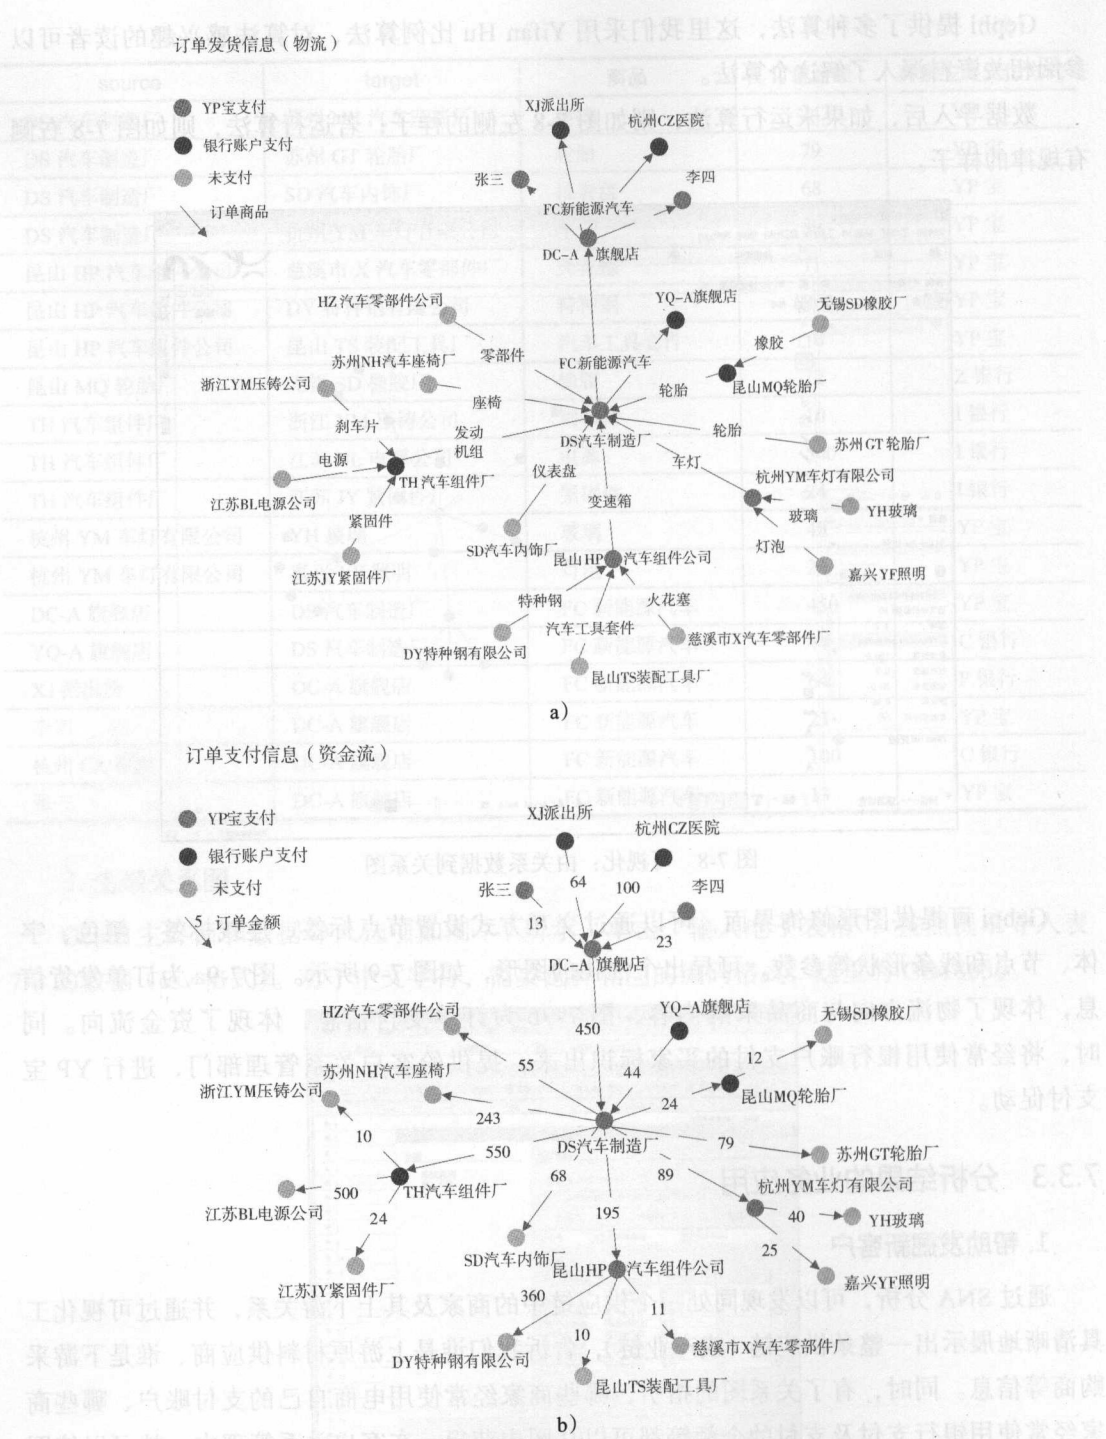 订单发货信息（物流）
YP宝支付
银行账户支付
未支付
订单商品
XJ派出所
杭州CZ医院
张三
李四
FC新能源汽车
DC-A 旗舰店
HZ汽车零部件公司
YQ-A旗舰店
无锡SD橡胶厂
橡胶
苏州NH汽车座椅厂
零部件
FC新能源汽车
浙江YM压铸公司
轮胎
昆山MQ轮胎厂
座椅
刹车片
发动
机组
轮胎
DS汽车制造厂
苏州GT轮胎厂
电源
车灯
TH汽车组件厂
仪表盘
杭州YM车灯有限公司
江苏BL电源公司
变速箱
玻璃
YH玻璃
紧固件
灯泡
SD汽车内饰厂
昆山HP 汽车组件公司
嘉兴YF照明
江苏JY紧固件厂
特种钢
火花塞
汽车工具套件
慈溪市X汽车零部件厂
DY特种钢有限公司
昆山TS装配工具厂
a）
订单支付信息（资金流）
YP宝支付
银行账户支付
未支付
5 订单金额
XJ派出所
杭州CZ医院
张三
64
100
李四
13
23
DC-A 旗舰店
HZ汽车零部件公司
YQ-A旗舰店
无锡SD橡胶厂
450
12
55
苏州NH汽车座椅厂
44
浙江YM压铸公司
24
昆山MQ轮胎厂
243
10
550
DS汽车制造厂
79
苏州GT轮胎厂
68
89
500
TH汽车组件厂
杭州YM车灯有限公司
江苏BL电源公司
24
195
40
YH玻璃
SD汽车内饰厂
25
昆山HP 汽车组件公司
嘉兴YF照明
江苏JY紧固件厂
360
11
10
DY特种钢有限公司
慈溪市X汽车零部件厂
昆山TS装配工具厂
b）